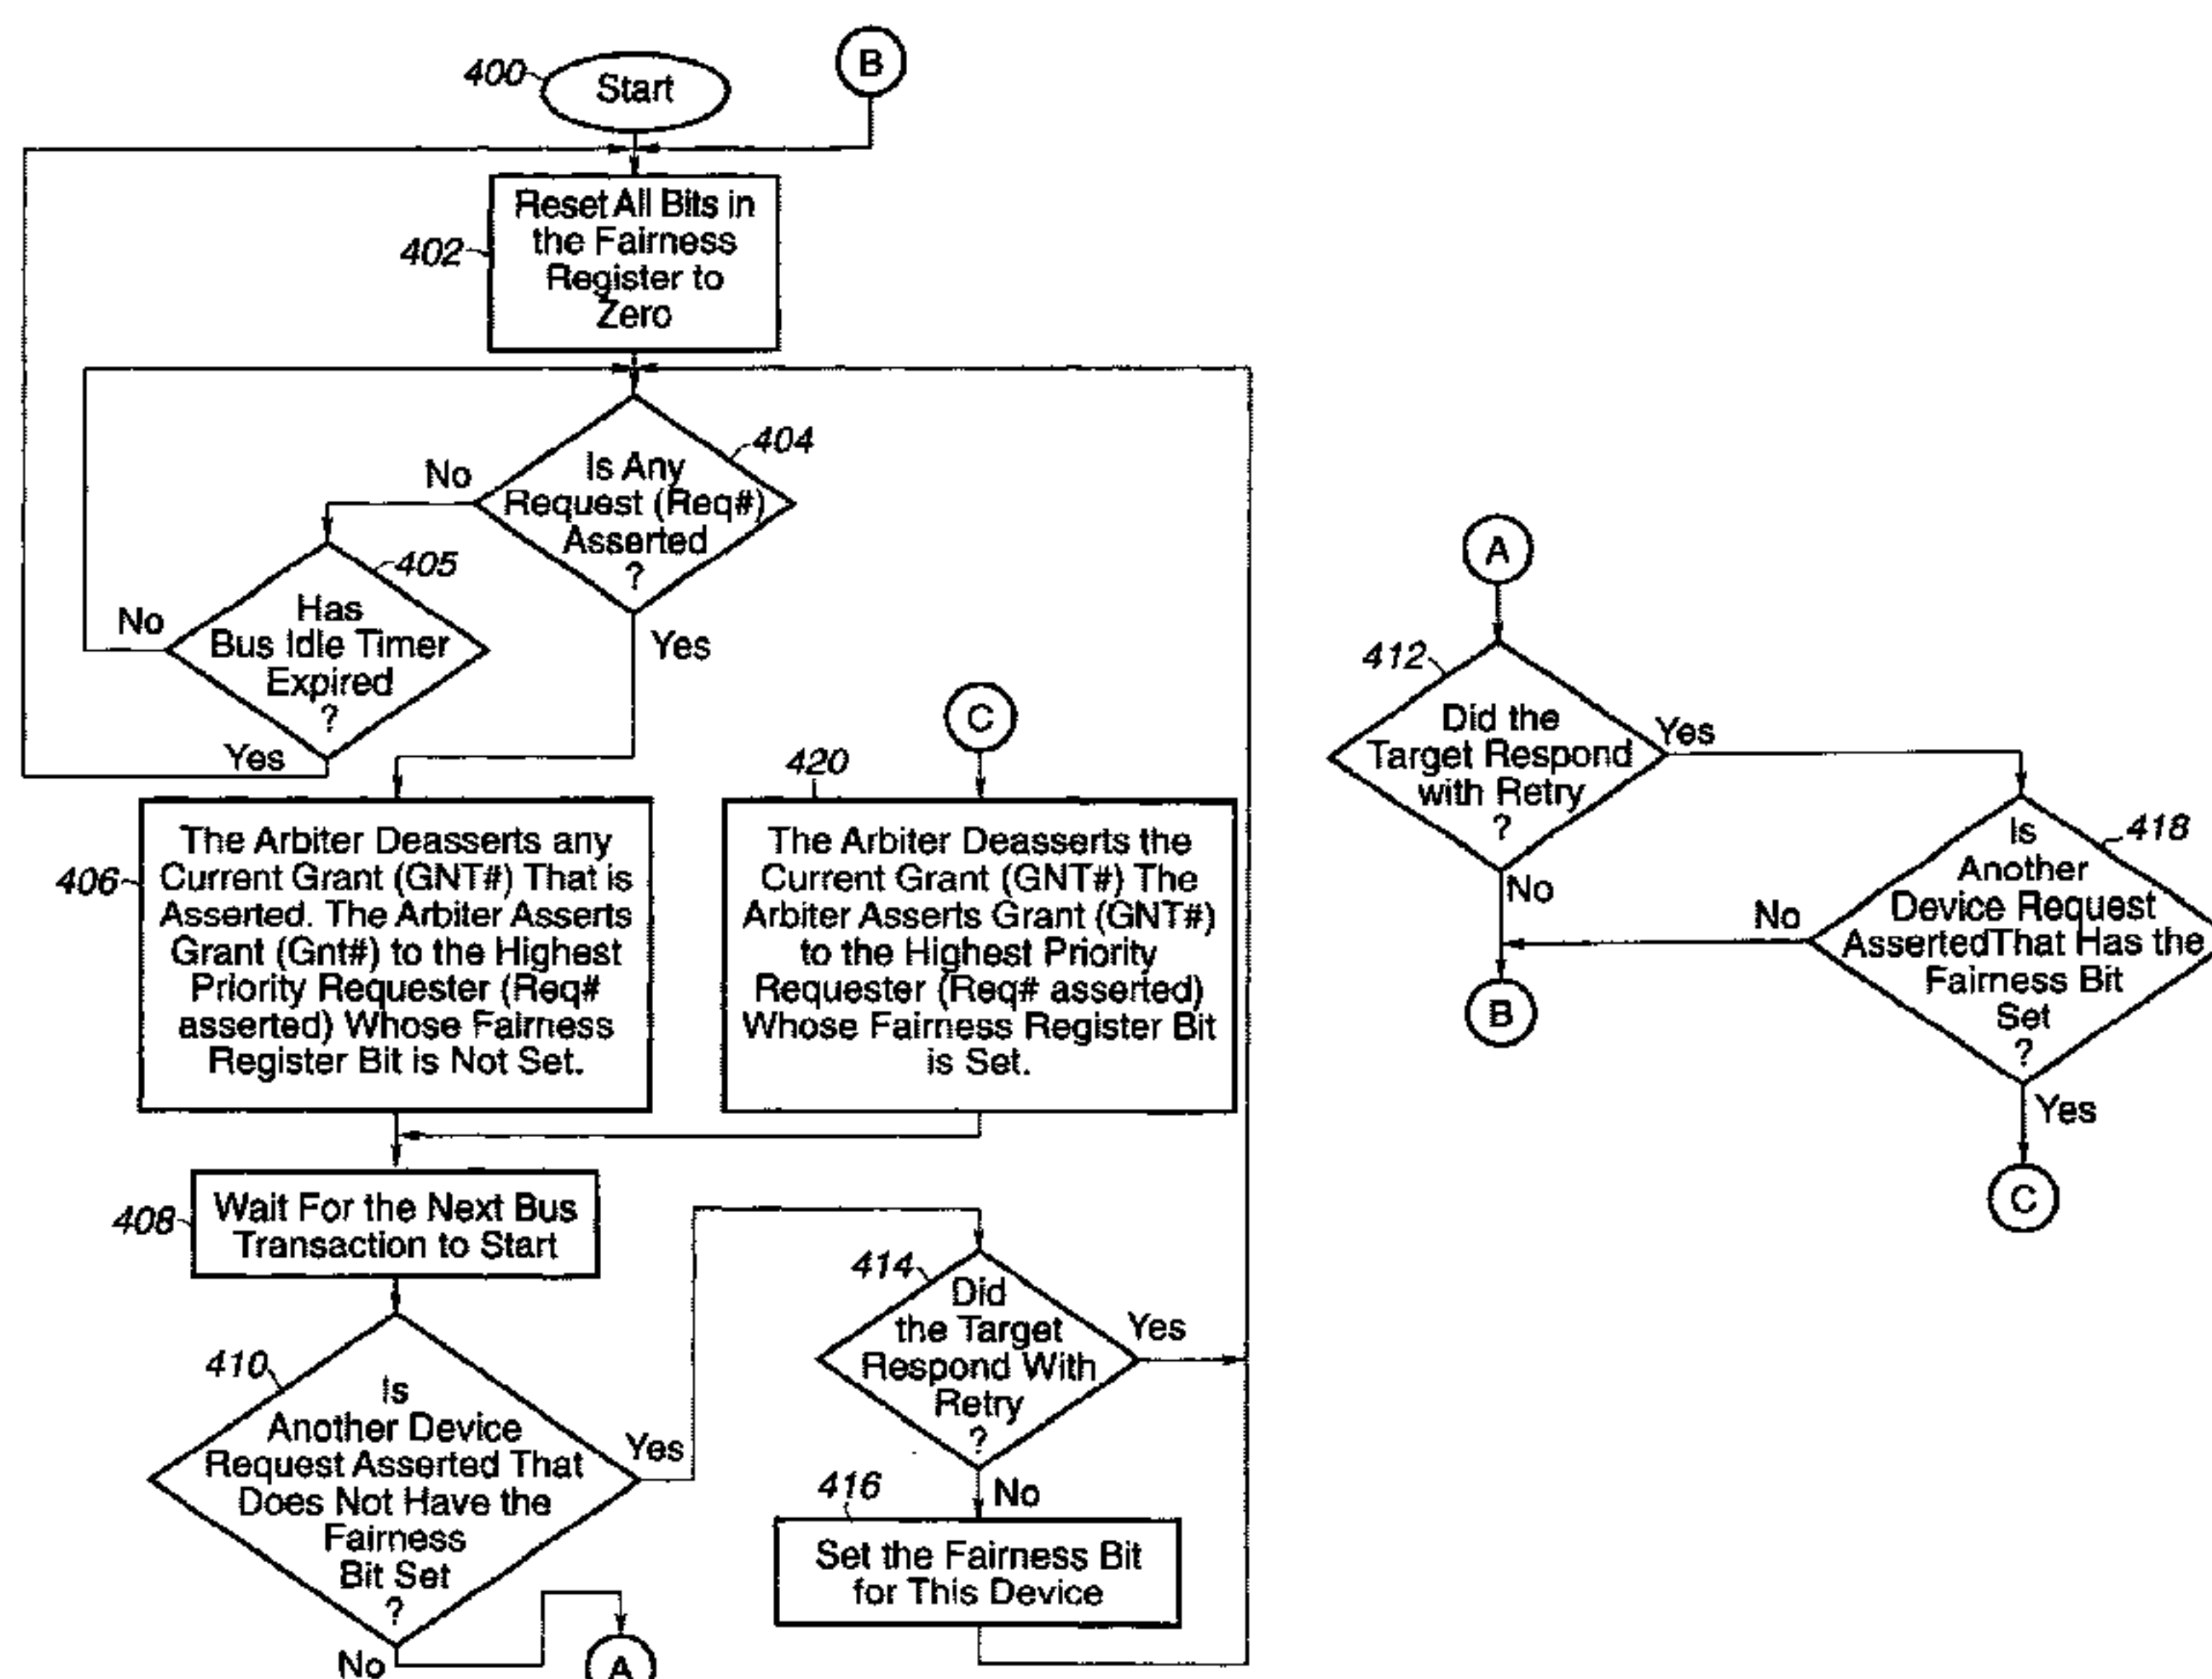 400
Start
B
402
Reset All Bits in
the Fairness
Register to
Zero
404
Is Any
Request (Req#)
Asserted
?
No
Yes
405
Has
Bus Idle Timer
Expired
?
No
Yes
406
The Arbiter Deasserts any
Current Grant (GNT#) That is
Asserted. The Arbiter Asserts
Grant (Gnt#) to the Highest
Priority Requester (Req#
asserted) Whose Fairness
Register Bit is Not Set.
C
420
The Arbiter Deasserts the
Current Grant (GNT#) The
Arbiter Asserts Grant (GNT#)
to the Highest Priority
Requester (Req# asserted)
Whose Fairness Register Bit
is Set.
408
Wait For the Next Bus
Transaction to Start
410
Is
Another Device
Request Asserted That
Does Not Have the
Fairness
Bit Set
?
Yes
No
A
414
Did
the Target
Respond With
Retry
?
Yes
No
416
Set the Fairness Bit
for This Device
A
412
Did the
Target Respond
with Retry
?
Yes
No
B
418
Is
Another
Device Request
AssertedThat Has the
Fairness Bit
Set
?
No
Yes
C